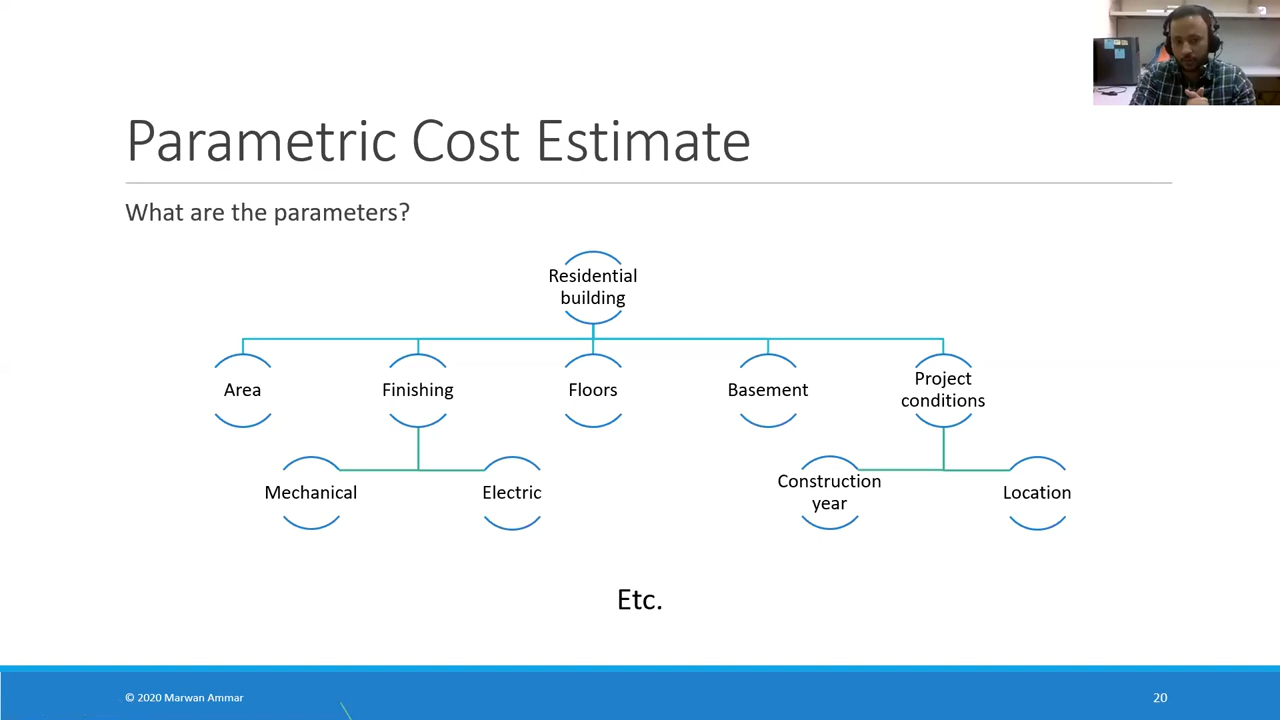 Parametric Cost Estimate
What are the parameters?
Residential
building
Area
Finishing
Floors
Basement
Project
conditions
Mechanical
Electric
Construction
year
Location
Etc.
© 2020 Marwan Ammar
20